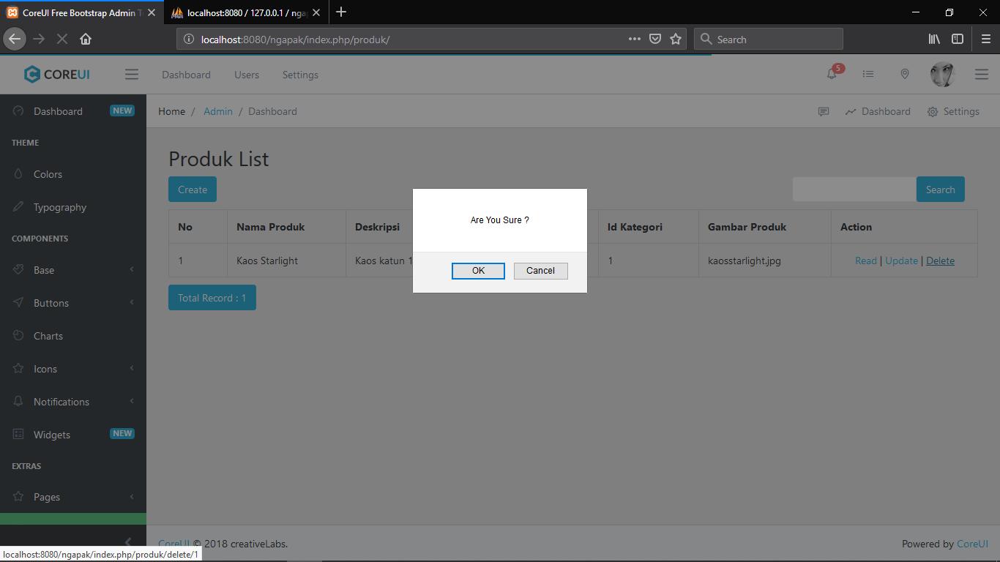 CoreUI Free Bootstrap Admin T
localhost:8080 / 127.0.0.1 / nga
localhost:8080/ngapak/index.php/produk/
Search
COREUI
Dashboard Users Settings
5
Dashboard NEW
Home / Admin / Dashboard
Dashboard Settings
THEME
Colors
Typography
COMPONENTS
Base
Buttons
Charts
Icons
Notifications
Widgets NEW
EXTRAS
Pages
Produk List
Create
Search
No Nama Produk Deskripsi Id Kategori Gambar Produk Action
1 Kaos Starlight Kaos katun 1 1 kaosstarlight.jpg Read | Update | Delete
Total Record : 1
Are You Sure ?
OK Cancel
CoreUI © 2018 creativeLabs.
Powered by CoreUI
localhost:8080/ngapak/index.php/produk/delete/1